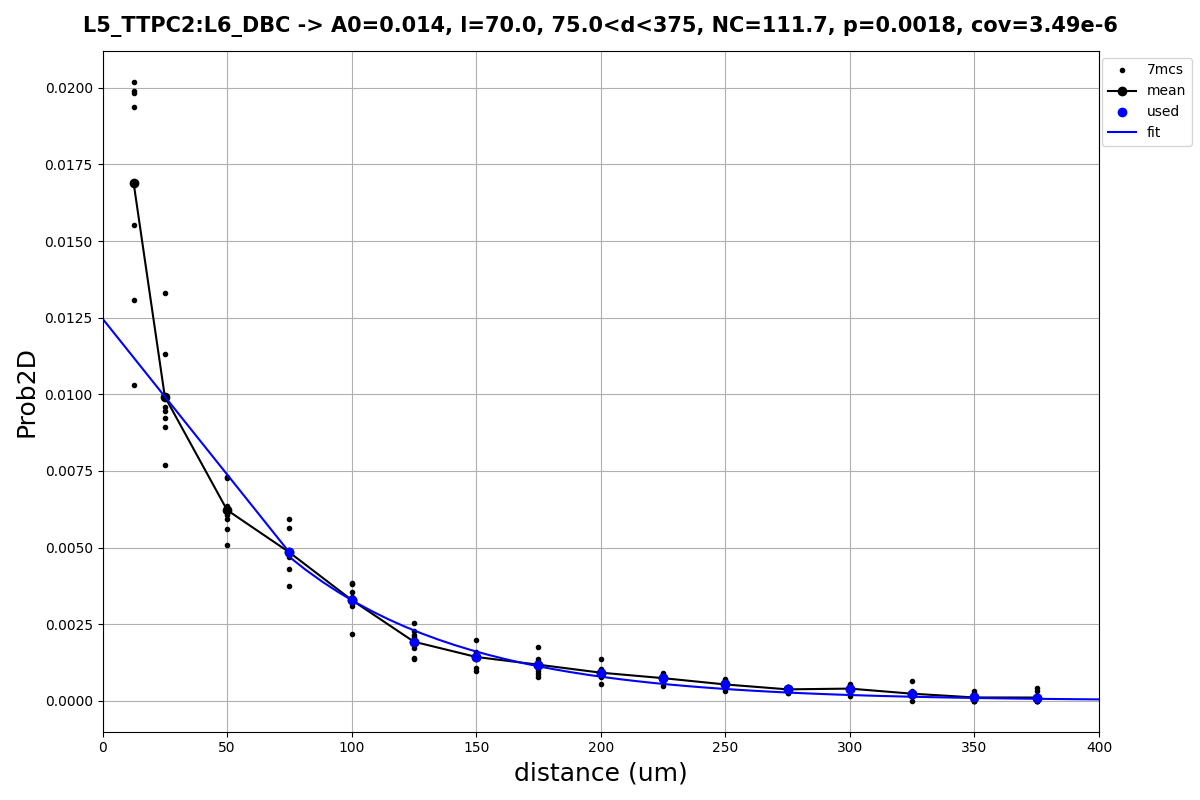 L5_TTPC2:L6_DBC -> A0=0.014, l=70.0, 75.0<d<375, NC=111.7, p=0.0018, cov=3.49e-6
0.0200
0.0175
0.0150
0.0125
0.0100
0.0075
0.0050
0.0025
0.0000
Prob2D
0 50 100 150 200 250 300 350 400
distance (um)
7mcs
mean
used
fit